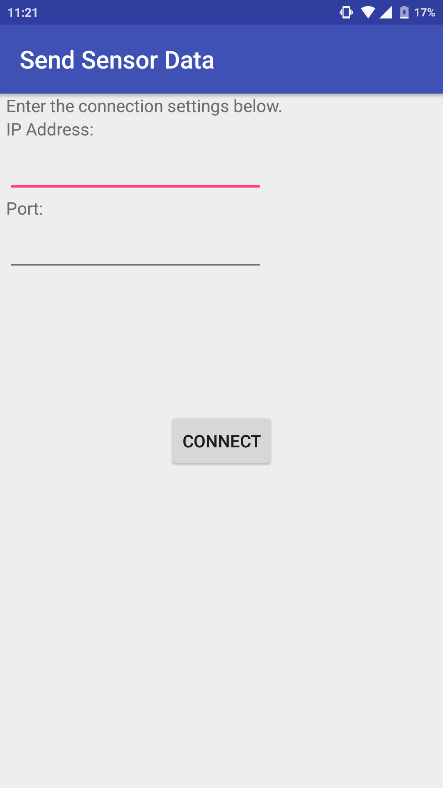 11:21
17%
Send Sensor Data
Enter the connection settings below.
IP Address:
Port:
CONNECT